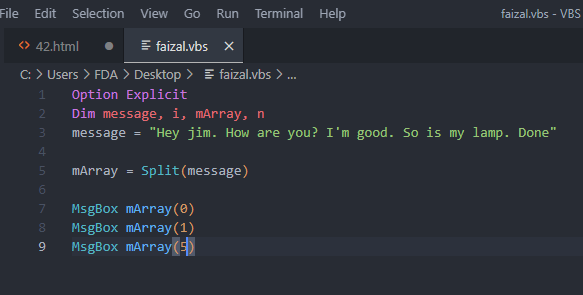 File Edit Selection View Go Run Terminal Help faizal.vbs - VBS
<> 42.html faizal.vbs
C: > Users > FDA > Desktop > faizal.vbs > ...
1 Option Explicit
2 Dim message, i, mArray, n
3 message = "Hey jim. How are you? I'm good. So is my lamp. Done"
4
5 mArray = Split(message)
6
7 MsgBox mArray(0)
8 MsgBox mArray(1)
9 MsgBox mArray(5)